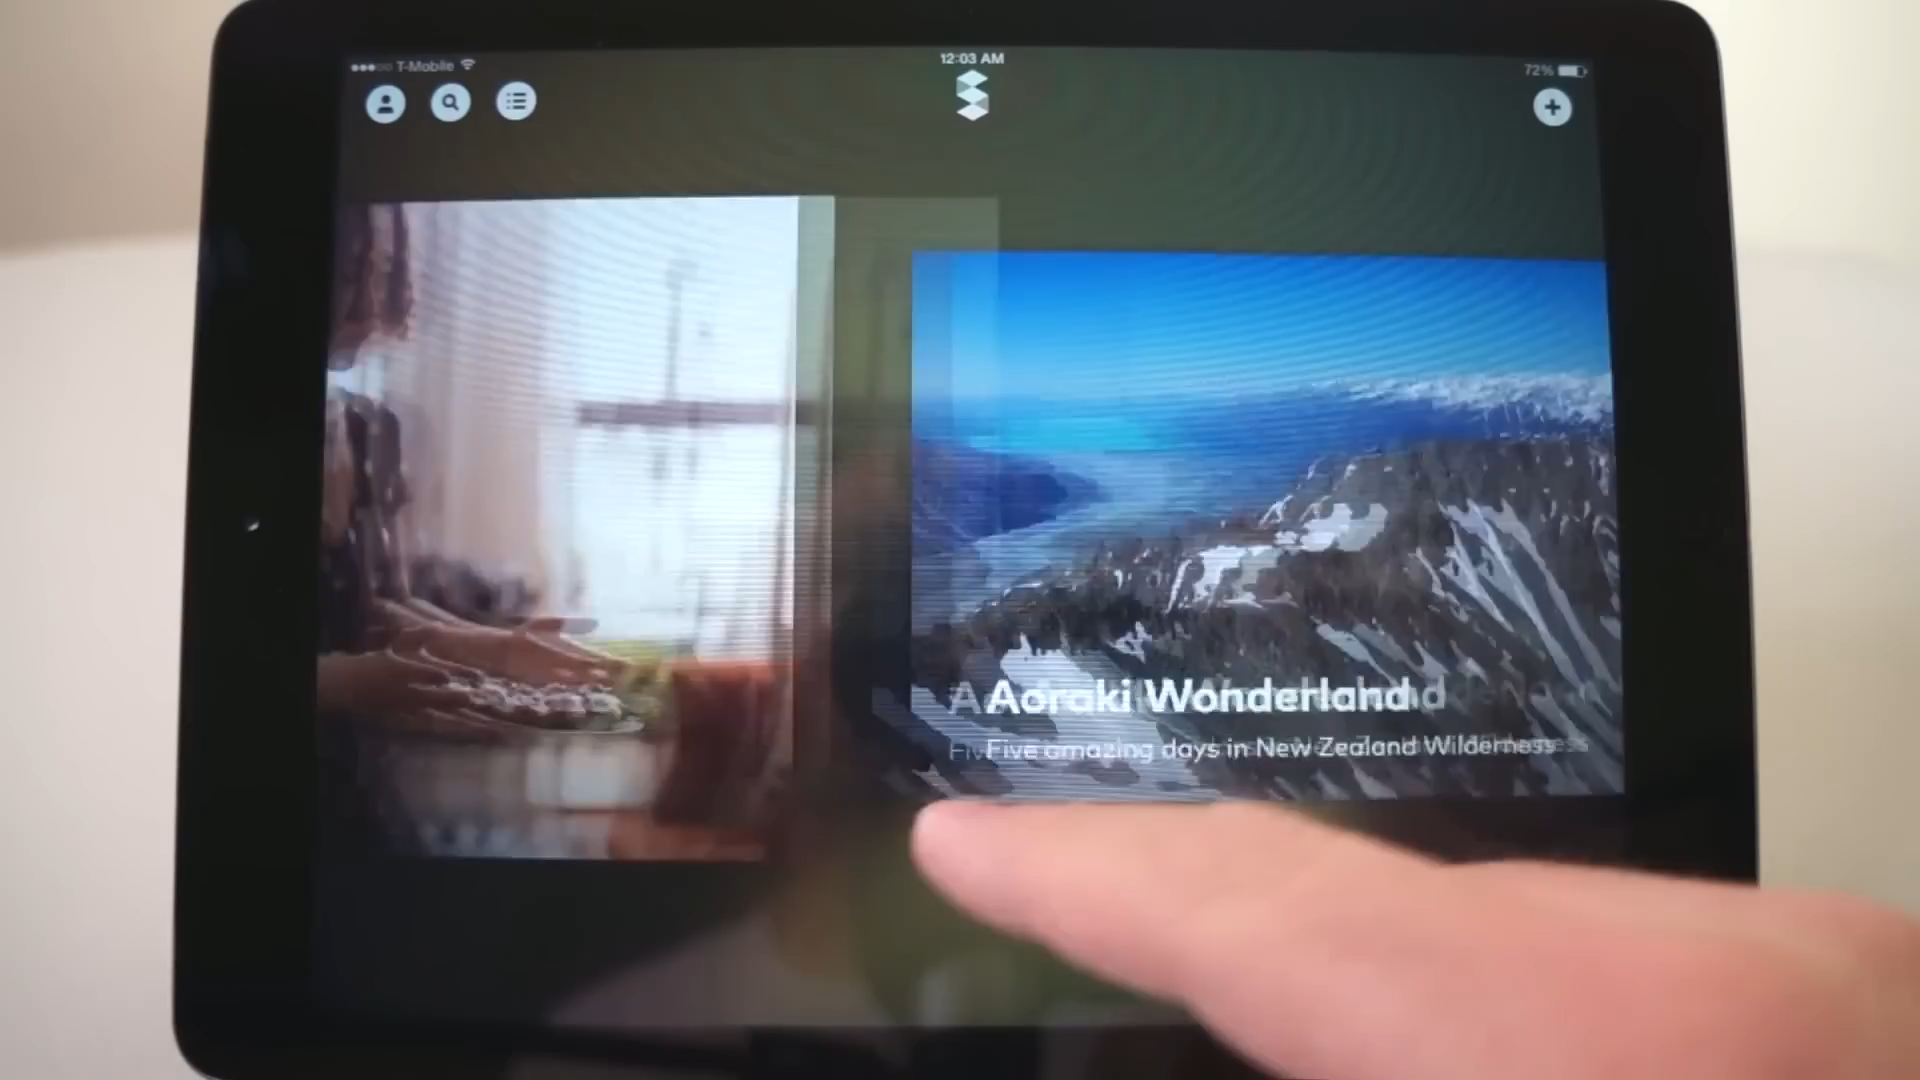 T-Mobile
12:03 AM
72%
Aoraki Wonderland
Five amazing days in New Zealand Wilderness